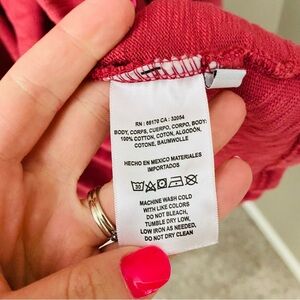 RN : 66170 CA : 32054
BODY, CORPS, CUERPO, CORPO, BODY:
100% COTTON, COTON, ALGODÓN,
COTONE, BAUMWOLLE
HECHO EN MEXICO MATERIALES
IMPORTADOS
30
MACHINE WASH COLD
WITH LIKE COLORS
DO NOT BLEACH,
TUMBLE DRY LOW,
LOW IRON AS NEEDED,
DO NOT DRY CLEAN